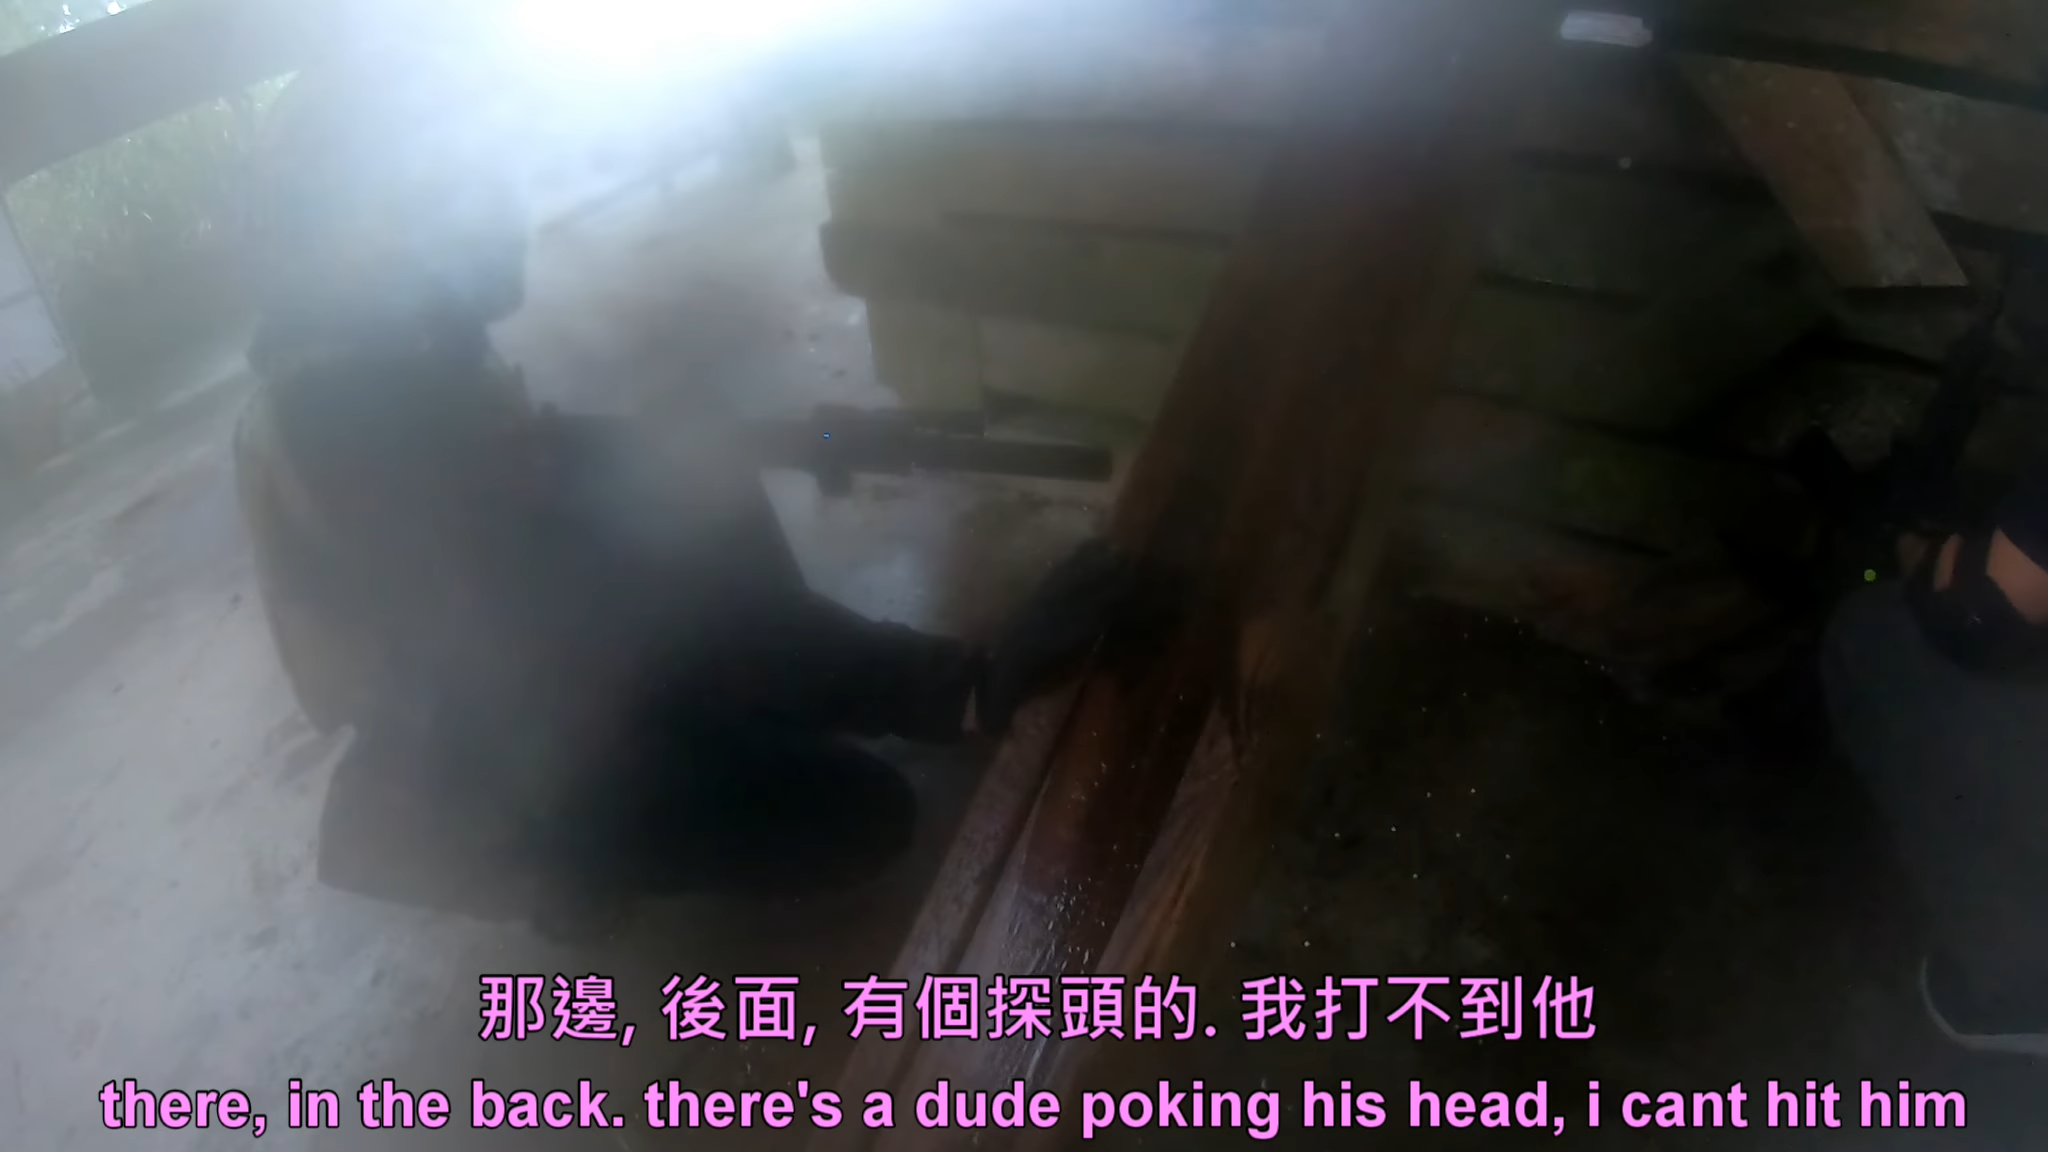 那邊, 後面, 有個探頭的. 我打不到他
there, in the back. there's a dude poking his head, i cant hit him